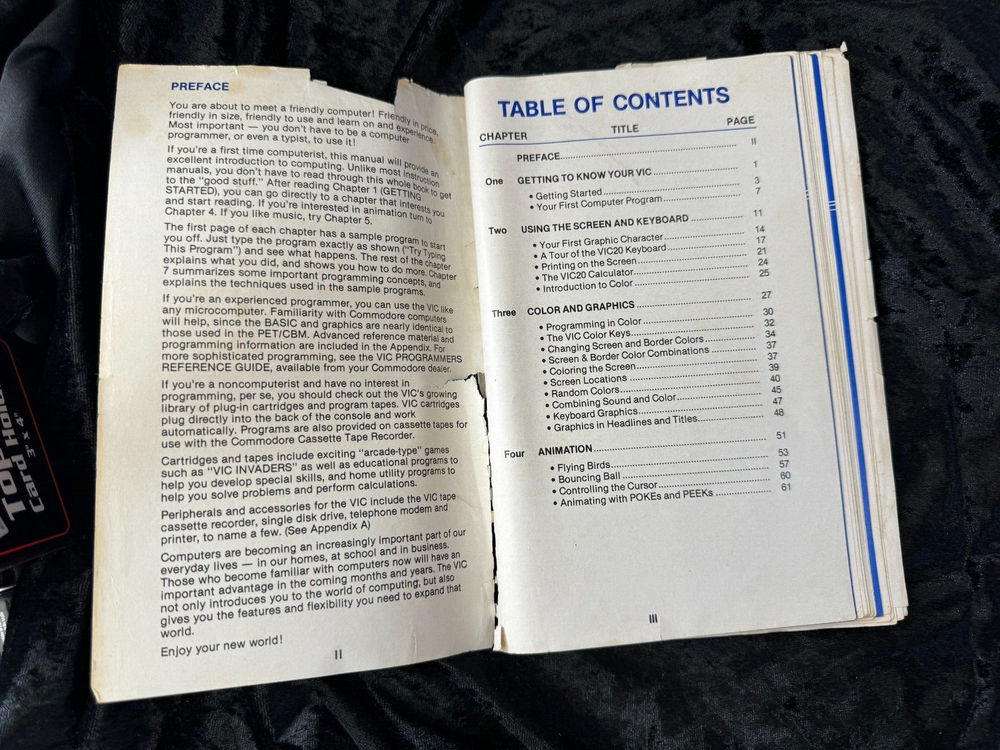 PREFACE
You are about to meet a friendly computer! Friendly in price,
friendly in size, friendly to use and learn on and experience.
Most important — you don't have to be a computer
programmer, or even a typist, to use it!
If you're a first time computerist, this manual will provide an
excellent introduction to computing. Unlike most instruction
manuals, you don't have to read through this whole book to get
to the "good stuff." After reading Chapter 1 (GETTING
STARTED), you can go directly to a chapter that interests you
and start reading. If you're interested in animation turn to
Chapter 4. If you like music, try Chapter 5.
The first page of each chapter has a sample program to start
you off. Just type the program exactly as shown ("Try Typing
This Program") and see what happens. The rest of the chapter
explains what you did, and shows you how to do more. Chapter
7 summarizes some important programming concepts, and
explains the techniques used in the sample programs.
If you're an experienced programmer, you can use the VIC like
any microcomputer. Familiarity with Commodore computers
will help, since the BASIC and graphics are nearly identical to
those used in the PET/CBM. Advanced reference material and
programming information are included in the Appendix. For
more sophisticated programming, see the VIC PROGRAMMERS
REFERENCE GUIDE, available from your Commodore dealer.
If you're a noncomputerist and have no interest in
programming, per se, you should check out the VIC's growing
library of plug-in cartridges and program tapes. VIC cartridges
plug directly into the back of the console and work
automatically. Programs are also provided on cassette tapes for
use with the Commodore Cassette Tape Recorder.
Cartridges and tapes include exciting "arcade-type" games
such as "VIC INVADERS" as well as educational programs to
help you develop special skills, and home utility programs to
help you solve problems and perform calculations.
Peripherals and accessories for the VIC include the VIC tape
cassette recorder, single disk drive, telephone modem and
printer, to name a few. (See Appendix A)
Computers are becoming an increasingly important part of our
everyday lives — in our homes, at school and in business.
Those who become familiar with computers now will have an
important advantage in the coming months and years. The VIC
not only introduces you to the world of computing, but also
gives you the features and flexibility you need to expand that
world.
Enjoy your new world!
II
TABLE OF CONTENTS
CHAPTER TITLE PAGE
PREFACE II
One GETTING TO KNOW YOUR VIC 1
• Getting Started 3
• Your First Computer Program 7
Two USING THE SCREEN AND KEYBOARD 11
• Your First Graphic Character 14
• A Tour of the VIC20 Keyboard 17
• Printing on the Screen 21
• The VIC20 Calculator 24
• Introduction to Color 25
Three COLOR AND GRAPHICS 27
• Programming in Color 30
• The VIC Color Keys 32
• Changing Screen and Border Colors 34
• Screen & Border Color Combinations 37
• Coloring the Screen 37
• Screen Locations 39
• Random Colors 40
• Combining Sound and Color 45
• Keyboard Graphics 47
• Graphics in Headlines and Titles 48
Four ANIMATION 51
• Flying Birds 53
• Bouncing Ball 57
• Controlling the Cursor 60
• Animating with POKEs and PEEKs 61
III
Card
3" x 4"